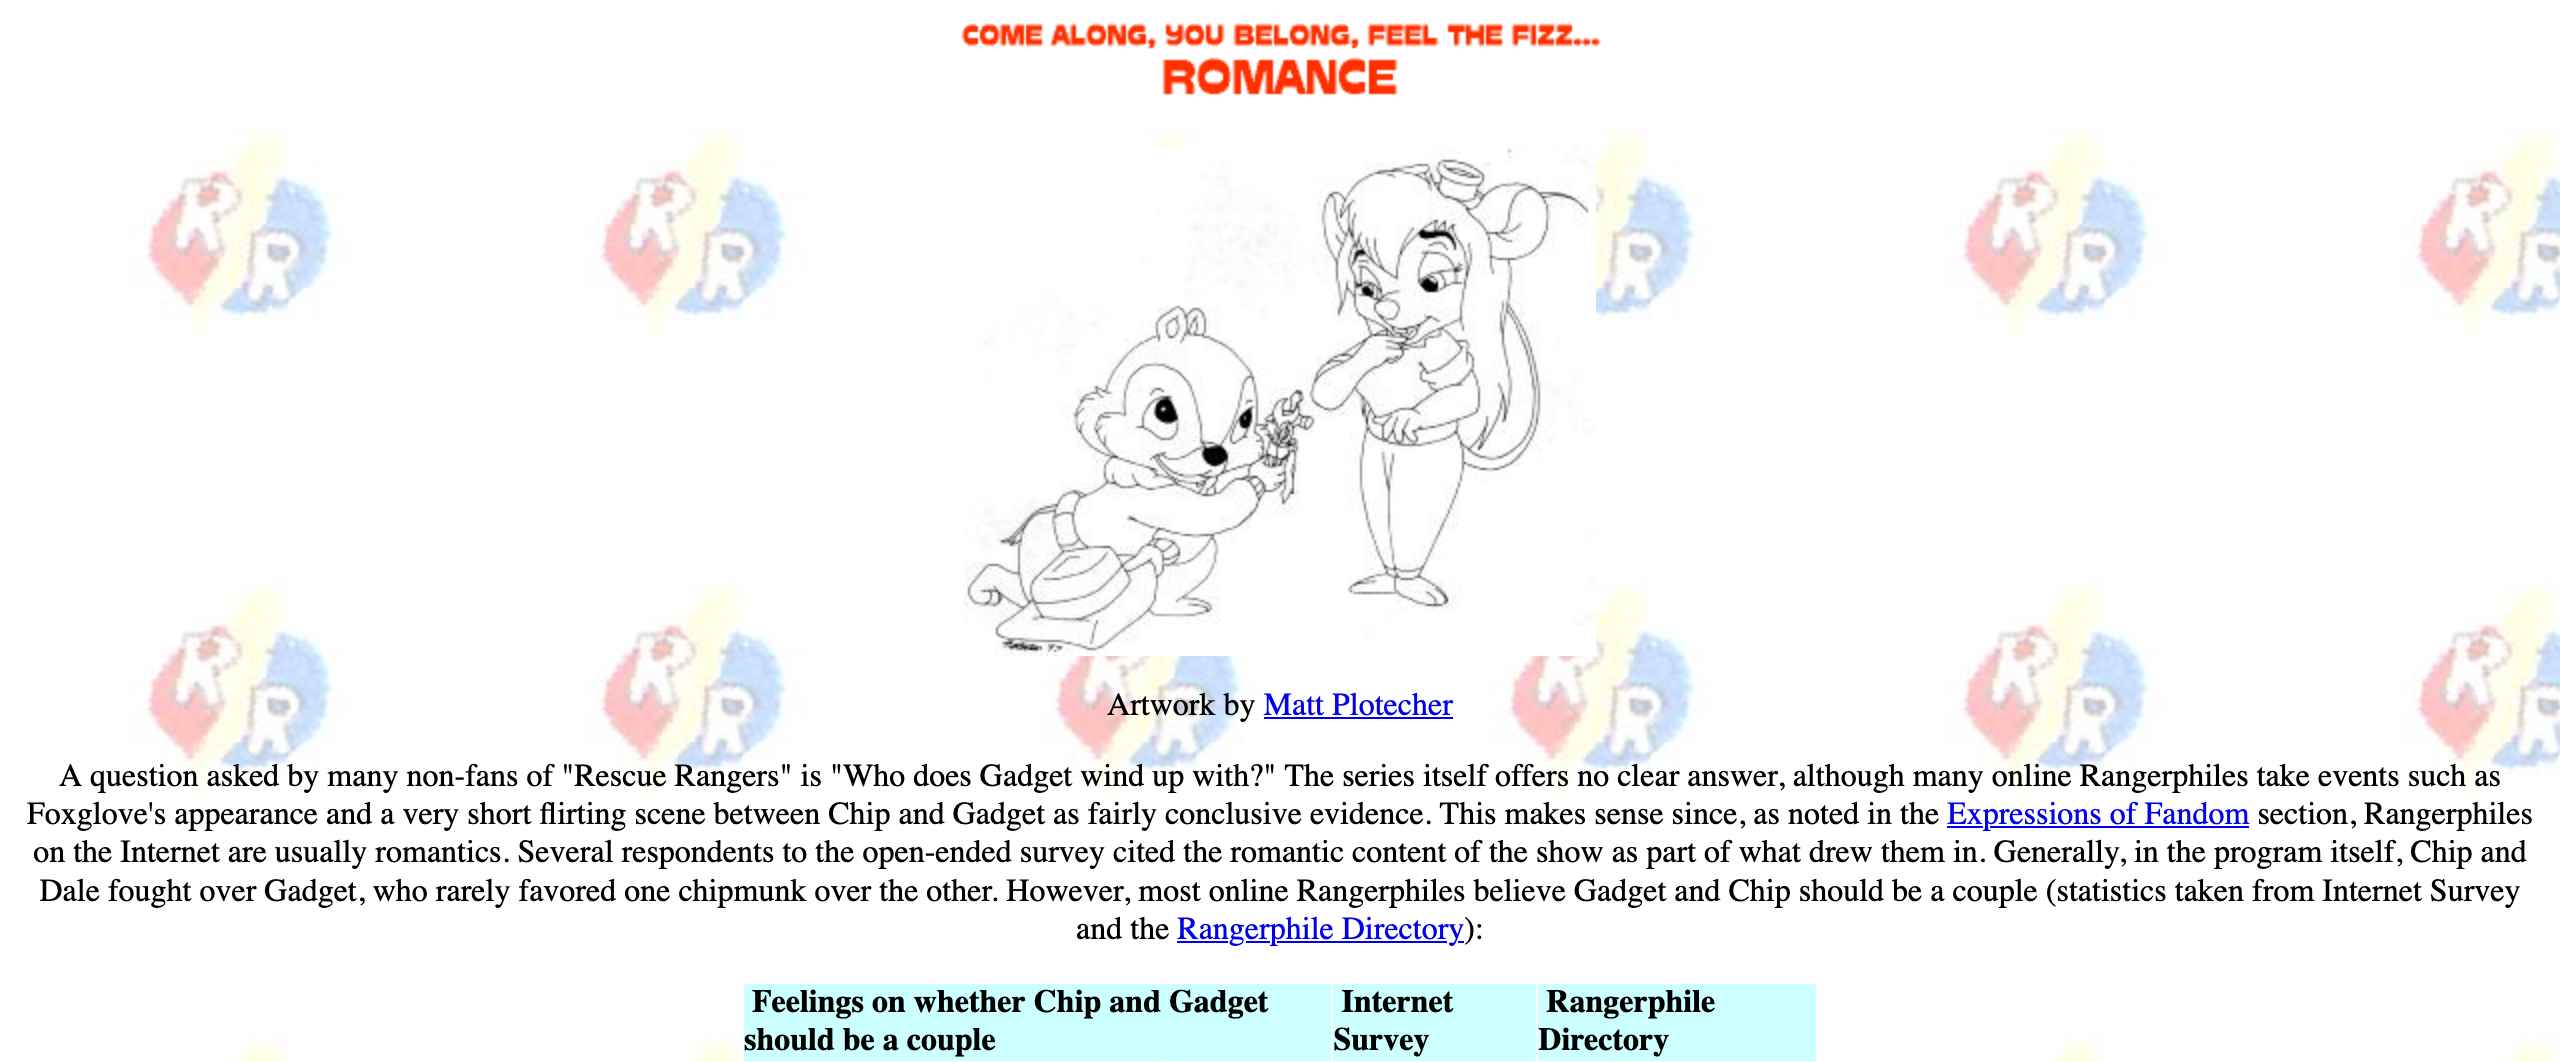 COME ALONG, YOU BELONG, FEEL THE FIZZ...
ROMANCE
Artwork by Matt Plotecher
A question asked by many non-fans of "Rescue Rangers" is "Who does Gadget wind up with?" The series itself offers no clear answer, although many online Rangerphiles take events such as
Foxglove's appearance and a very short flirting scene between Chip and Gadget as fairly conclusive evidence. This makes sense since, as noted in the Expressions of Fandom section, Rangerphiles
on the Internet are usually romantics. Several respondents to the open-ended survey cited the romantic content of the show as part of what drew them in. Generally, in the program itself, Chip and
Dale fought over Gadget, who rarely favored one chipmunk over the other. However, most online Rangerphiles believe Gadget and Chip should be a couple (statistics taken from Internet Survey
and the Rangerphile Directory):
Feelings on whether Chip and Gadget
should be a couple
Internet
Survey
Rangerphile
Directory